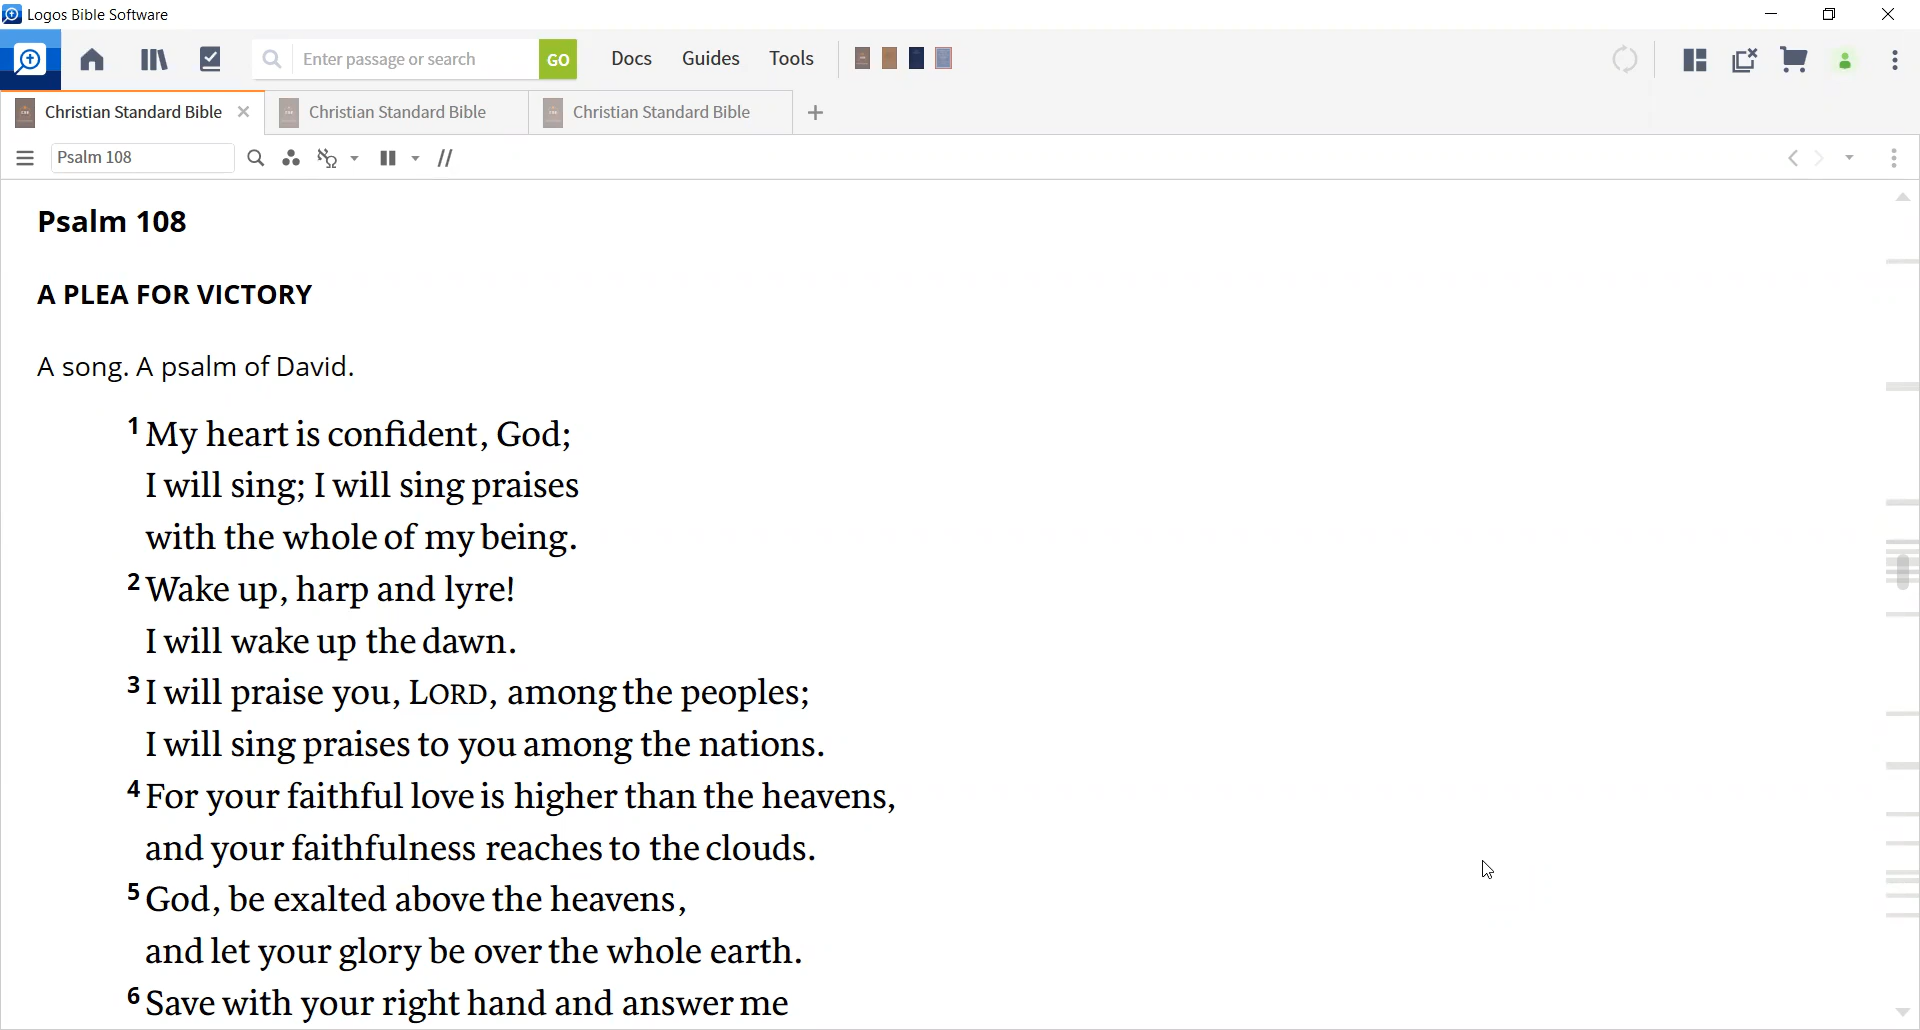 Logos Bible Software
Enter passage or search
GO
Docs
Guides
Tools
Christian Standard Bible
Christian Standard Bible
Christian Standard Bible
Psalm 108
Psalm 108
A PLEA FOR VICTORY
A song. A psalm of David.
1 My heart is confident, God;
I will sing; I will sing praises
with the whole of my being.
2 Wake up, harp and lyre!
I will wake up the dawn.
3 I will praise you, LORD, among the peoples;
I will sing praises to you among the nations.
4 For your faithful love is higher than the heavens,
and your faithfulness reaches to the clouds.
5 God, be exalted above the heavens,
and let your glory be over the whole earth.
6 Save with your right hand and answer me